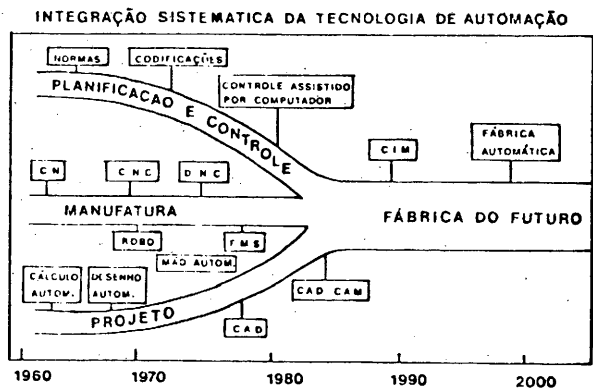 INTEGRAÇÃO SISTEMATICA DA TECNOLOGIA DE AUTOMAÇÃO
NORMAS
CODIFICAÇÕES
PLANIFICACAO E CONTROLE
CONTROLE ASSISTIDO
POR COMPUTADOR
CIM
FÁBRICA
AUTOMÁTICA
CN
CNC
DNC
MANUFATURA
FÁBRICA DO FUTURO
ROBO
FMS
MAO AUTOM.
CÁLCULO
AUTOM.
DESENHO
AUTOM.
PROJETO
CAD
CAD CAM
1960
1970
1980
1990
2000